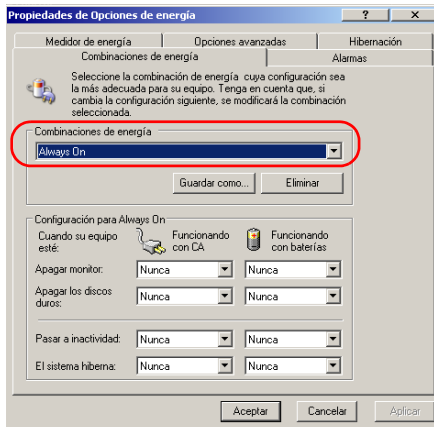 Propiedades de Opciones de energía
Medidor de energía Opciones avanzadas Hibernación
Combinaciones de energía Alarmas
Seleccione la combinación de energía cuya configuración sea
la más adecuada para su equipo. Tenga en cuenta que, si
cambia la configuración siguiente, se modificará la combinación
seleccionada.
Combinaciones de energía
Always On
Guardar como... Eliminar
Configuración para Always On
Cuando su equipo esté: Funcionando con CA Funcionando con baterías
Apagar monitor: Nunca Nunca
Apagar los discos duros: Nunca Nunca
Pasar a inactividad: Nunca Nunca
El sistema hiberna: Nunca Nunca
Aceptar Cancelar Aplicar